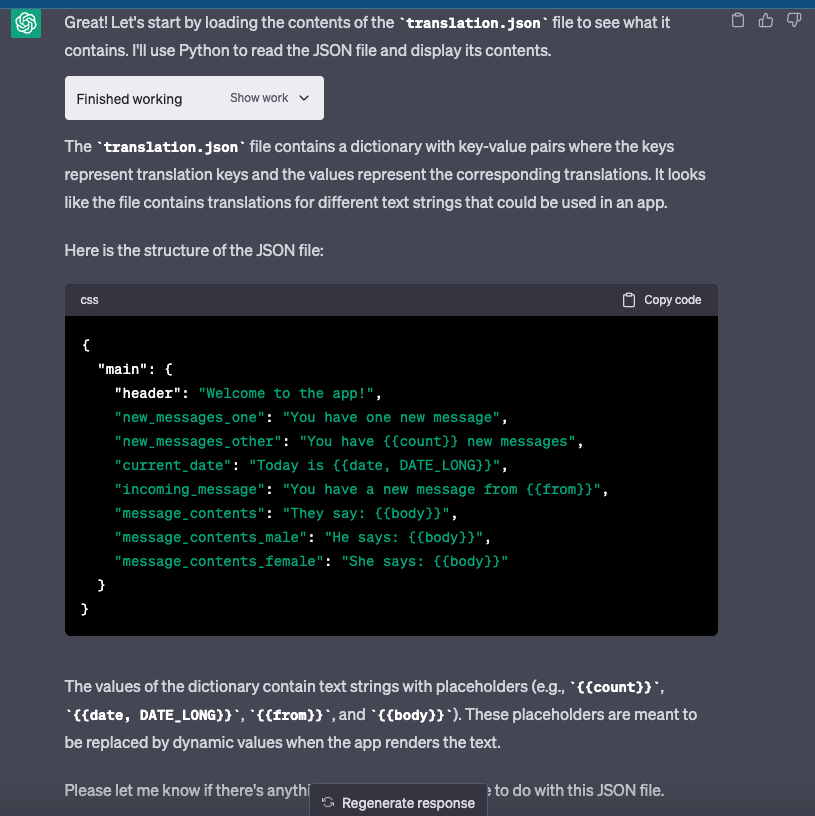 Great! Let's start by loading the contents of the `translation.json` file to see what it
contains. I'll use Python to read the JSON file and display its contents.
Finished working Show work
The `translation.json` file contains a dictionary with key-value pairs where the keys
represent translation keys and the values represent the corresponding translations. It looks
like the file contains translations for different text strings that could be used in an app.
Here is the structure of the JSON file:
css Copy code
{
"main": {
"header": "Welcome to the app!",
"new_messages_one": "You have one new message",
"new_messages_other": "You have {{count}} new messages",
"current_date": "Today is {{date, DATE_LONG}}",
"incoming_message": "You have a new message from {{from}}",
"message_contents": "They say: {{body}}",
"message_contents_male": "He says: {{body}}",
"message_contents_female": "She says: {{body}}"
}
}
The values of the dictionary contain text strings with placeholders (e.g., `{{count}}`,
`{{date, DATE_LONG}}`, `{{from}}`, and `{{body}}`). These placeholders are meant to
be replaced by dynamic values when the app renders the text.
Please let me know if there's to do with this JSON file.
Regenerate response